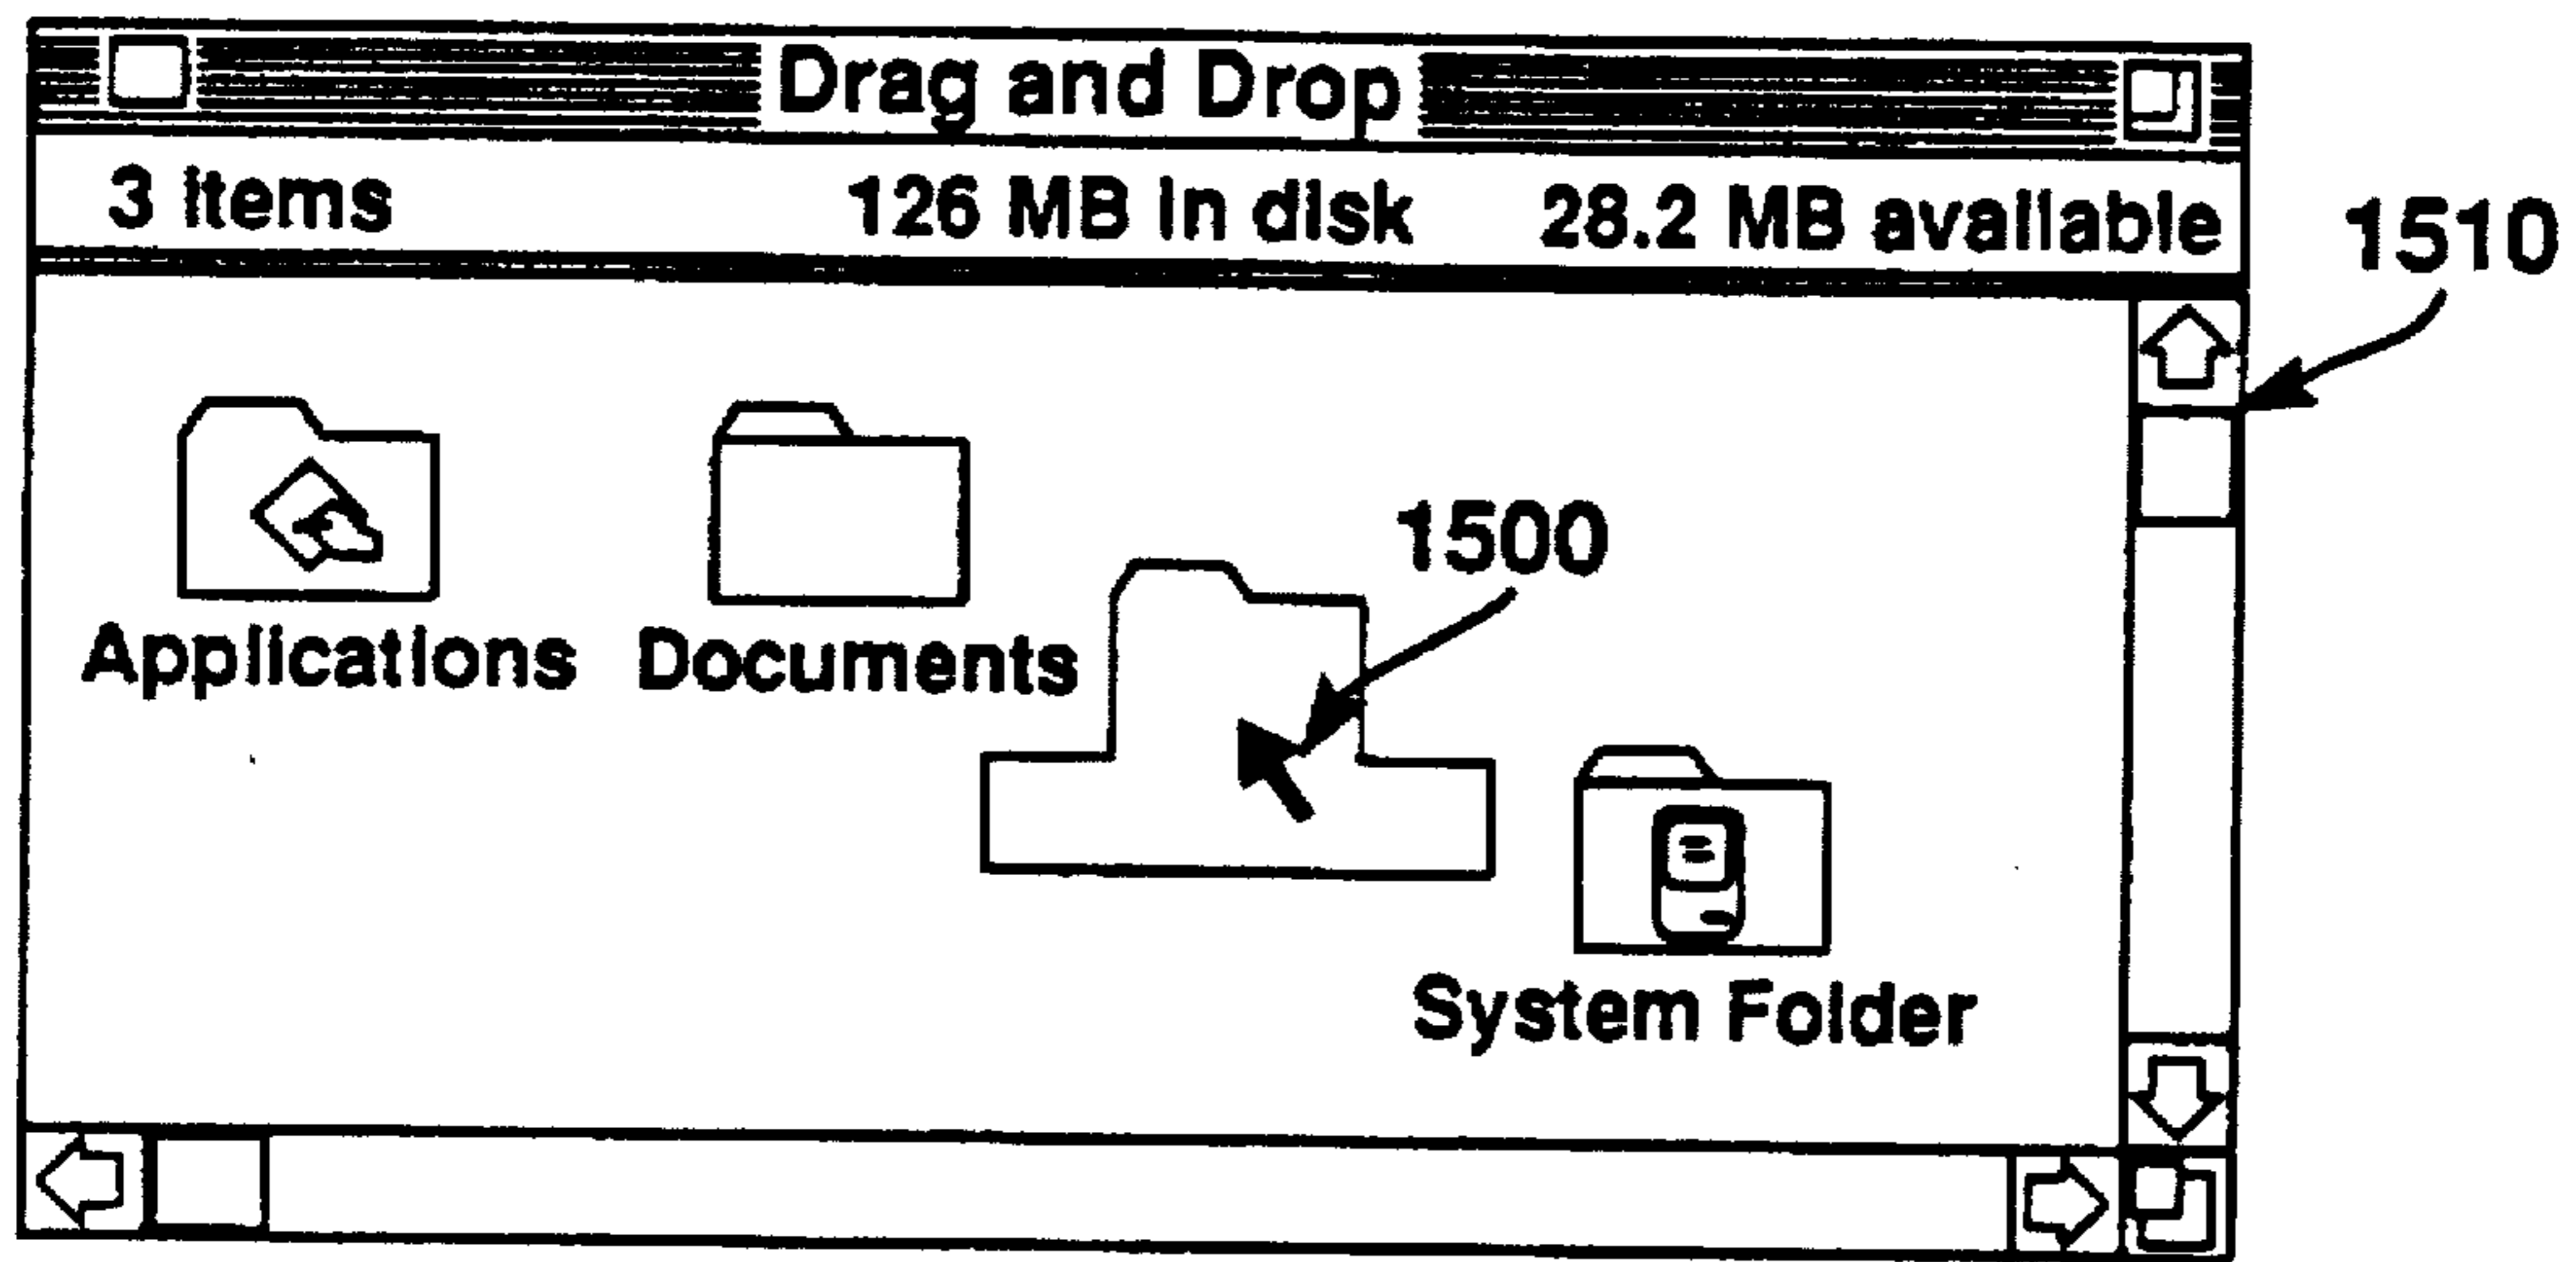 Drag and Drop
3 items 126 MB in disk 28.2 MB available
1510
1500
Applications Documents
System Folder